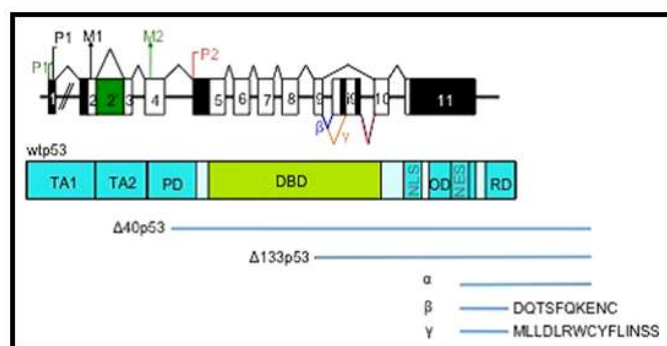 P1 M1 M2
P1 P2
1 2 2' 3 4 5 6 7 8 9 i9 10 11
β γ
wtp53
TA1 TA2 PD DBD NLS OD NES RD
Δ40p53
Δ133p53
α
β DQTSFQKENC
γ MLLDLRWCYFLINSS